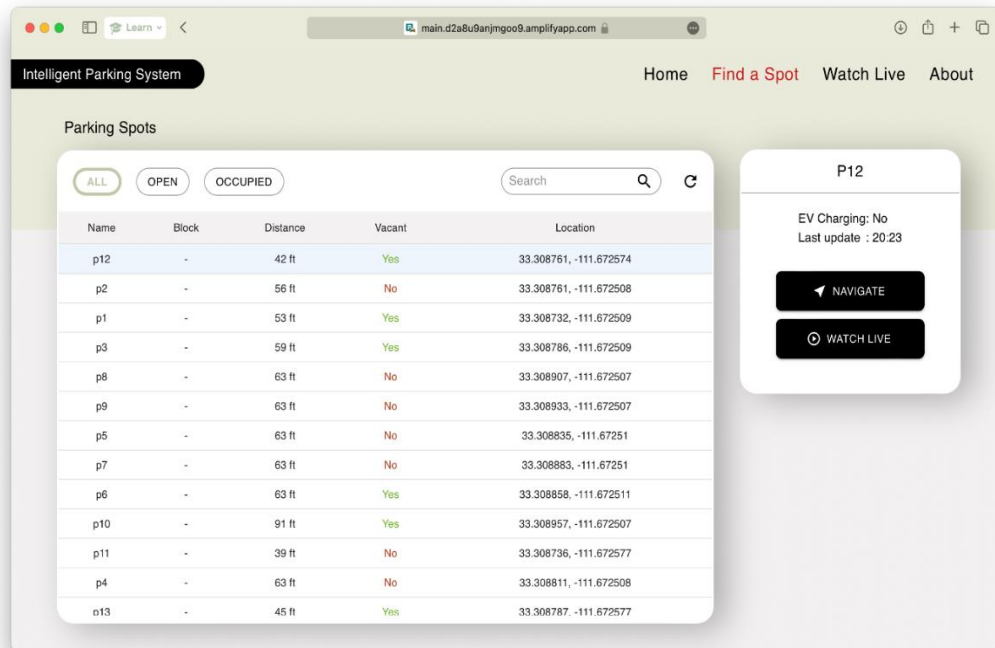 Learn
main.d2a8u9anjmgoo9.amplifyapp.com
Intelligent Parking System
Home Find a Spot Watch Live About
Parking Spots
ALL OPEN OCCUPIED Search
Name Block Distance Vacant Location
p12 - 42 ft Yes 33.308761, -111.672574
p2 - 56 ft No 33.308761, -111.672508
p1 - 53 ft Yes 33.308732, -111.672509
p3 - 59 ft Yes 33.308786, -111.672509
p8 - 63 ft No 33.308907, -111.672507
p9 - 63 ft No 33.308933, -111.672507
p5 - 63 ft No 33.308835, -111.67251
p7 - 63 ft No 33.308883, -111.67251
p6 - 63 ft Yes 33.308858, -111.672511
p10 - 91 ft Yes 33.308957, -111.672507
p11 - 39 ft No 33.308736, -111.672577
p4 - 63 ft No 33.308811, -111.672508
p13 - 45 ft Yes 33.308787, -111.672577
P12
EV Charging: No
Last update : 20:23
NAVIGATE
WATCH LIVE